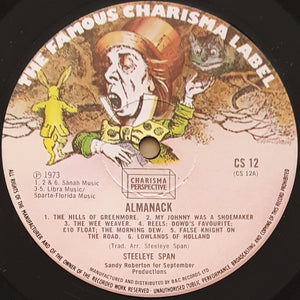 THE FAMOUS CHARISMA LABEL
℗ 1973
1, 2 & 6. Sanah Music
3-5. Libra Music/
Sparta-Florida Music
CHARISMA
PERSPECTIVE
CS 12
(CS 12A)
ALMANACK
1. THE HILLS OF GREENMORE. 2. MY JOHNNY WAS A SHOEMAKER
3. THE WEE WEAVER. 4. REELS: DOWD'S FAVOURITE;
£10 FLOAT; THE MORNING DEW. 5. FALSE KNIGHT ON
THE ROAD. 6. LOWLANDS OF HOLLAND
(Trad. Arr. Steeleye Span)
STEELEYE SPAN
Sandy Roberton for September
Productions
MANUFACTURED AND DISTRIBUTED BY B&C RECORDS LTD
ALL RIGHTS OF THE MANUFACTURER AND OF THE OWNER OF THE RECORDED WORK RESERVED · UNAUTHORISED PUBLIC PERFORMANCE BROADCASTING AND COPYING OF THIS RECORD PROHIBITED